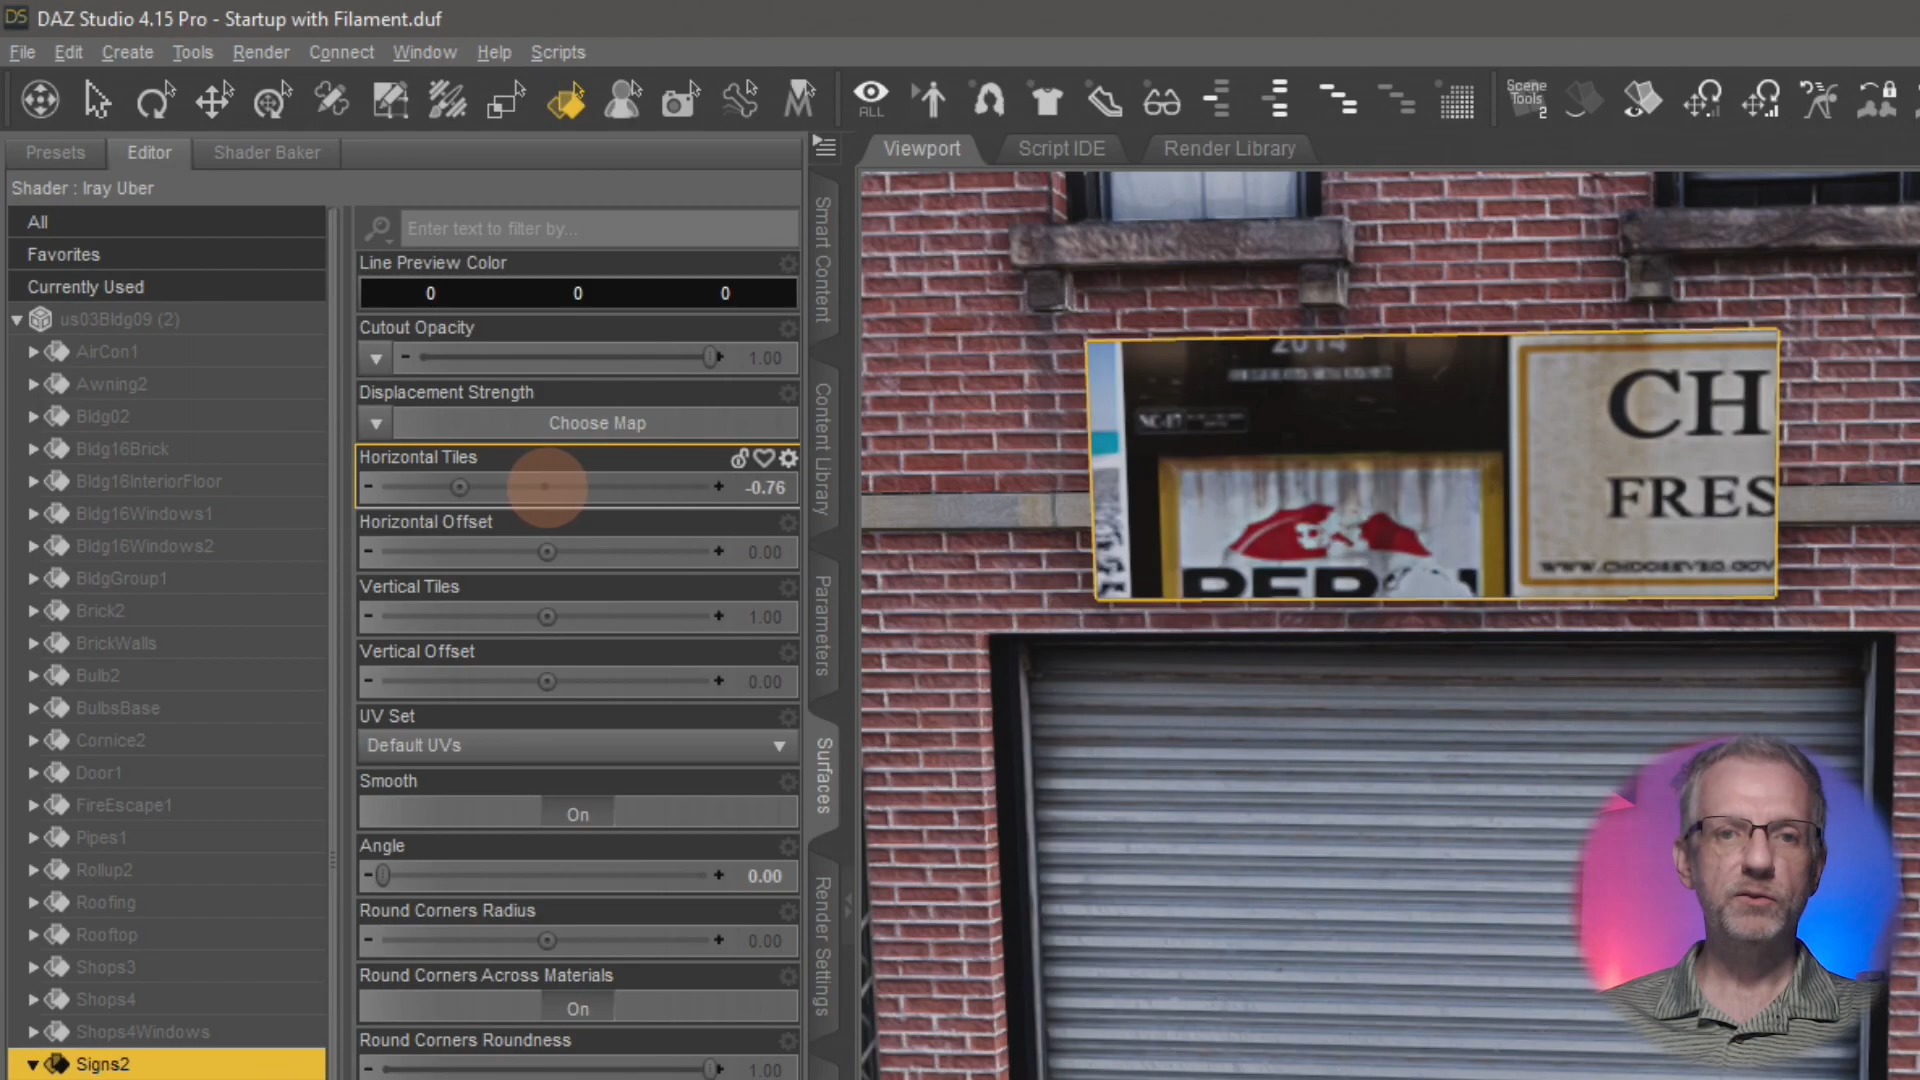 DS DAZ Studio 4.15 Pro - Startup with Filament.duf
File Edit Create Tools Render Connect Window Help Scripts
ALL
Scene
Tools
2
Presets Editor Shader Baker
Viewport Script IDE Render Library
Shader : Iray Uber
All
Favorites
Currently Used
us03Bldg09 (2)
AirCon1
Awning2
Bldg02
Bldg16Brick
Bldg16InteriorFloor
Bldg16Windows1
Bldg16Windows2
BldgGroup1
Brick2
BrickWalls
Bulb2
BulbsBase
Cornice2
Door1
FireEscape1
Pipes1
Rollup2
Roofing
Rooftop
Shops3
Shops4
Shops4Windows
Signs2
Enter text to filter by...
Line Preview Color
0 0 0
Cutout Opacity
- + 1.00
Displacement Strength
Choose Map
Horizontal Tiles
- + -0.76
Horizontal Offset
- + 0.00
Vertical Tiles
- + 1.00
Vertical Offset
- + 0.00
UV Set
Default UVs
Smooth
On
Angle
- + 0.00
Round Corners Radius
- + 0.00
Round Corners Across Materials
On
Round Corners Roundness
- + 1.00
Smart Content
Content Library
Parameters
Surfaces
Render Settings
2014
NC-17
CH
FRES